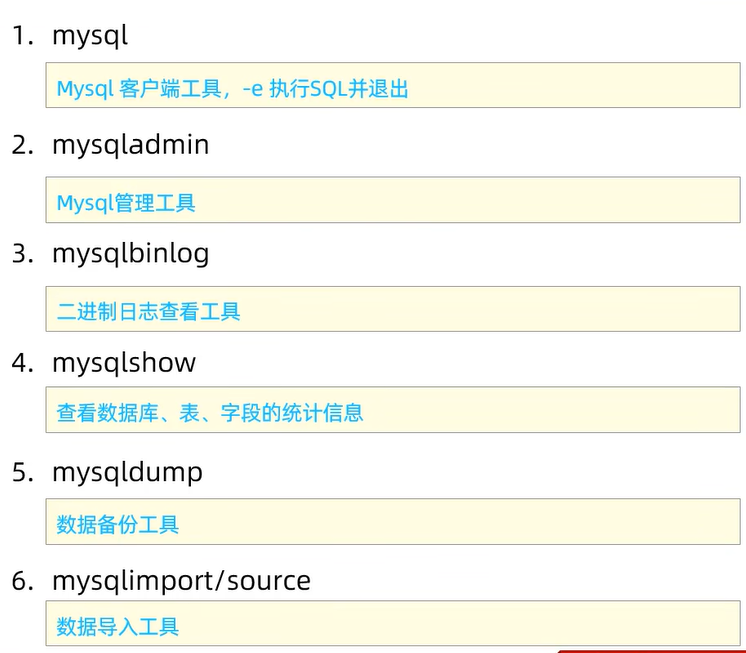 1. mysql
Mysql 客户端工具，-e 执行SQL并退出
2. mysqladmin
Mysql管理工具
3. mysqlbinlog
二进制日志查看工具
4. mysqlshow
查看数据库、表、字段的统计信息
5. mysqldump
数据备份工具
6. mysqlimport/source
数据导入工具